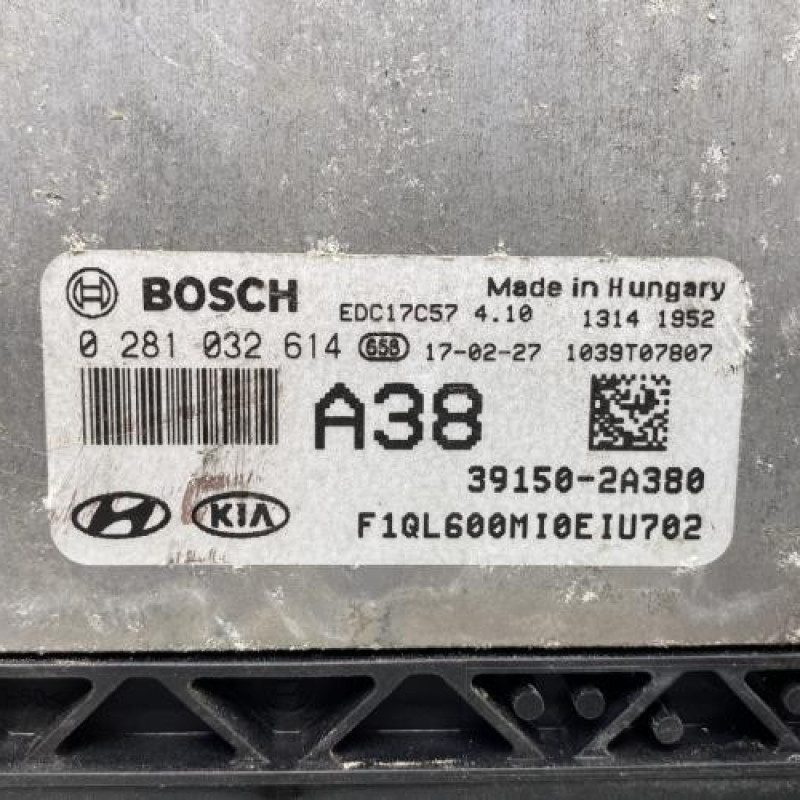 BOSCH
Made in Hungary
EDC17C57 4.10
1314 1952
0 281 032 614 658 17-02-27 1039T07807
A38
39150-2A380
KIA
F1QL600MI0EIU702